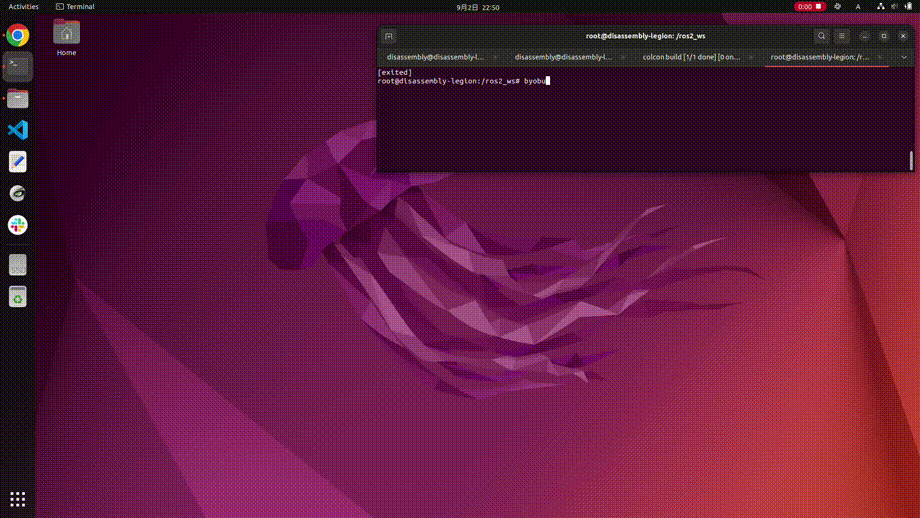 Activities
Terminal
9月2日 22:50
0:00
A
Home
root@disassembly-legion: /ros2_ws
disassembly@disassembly-l...
disassembly@disassembly-l...
colcon build [1/1 done] [0 on...
root@disassembly-legion: /r...
[exited]
root@disassembly-legion:/ros2_ws# byobu